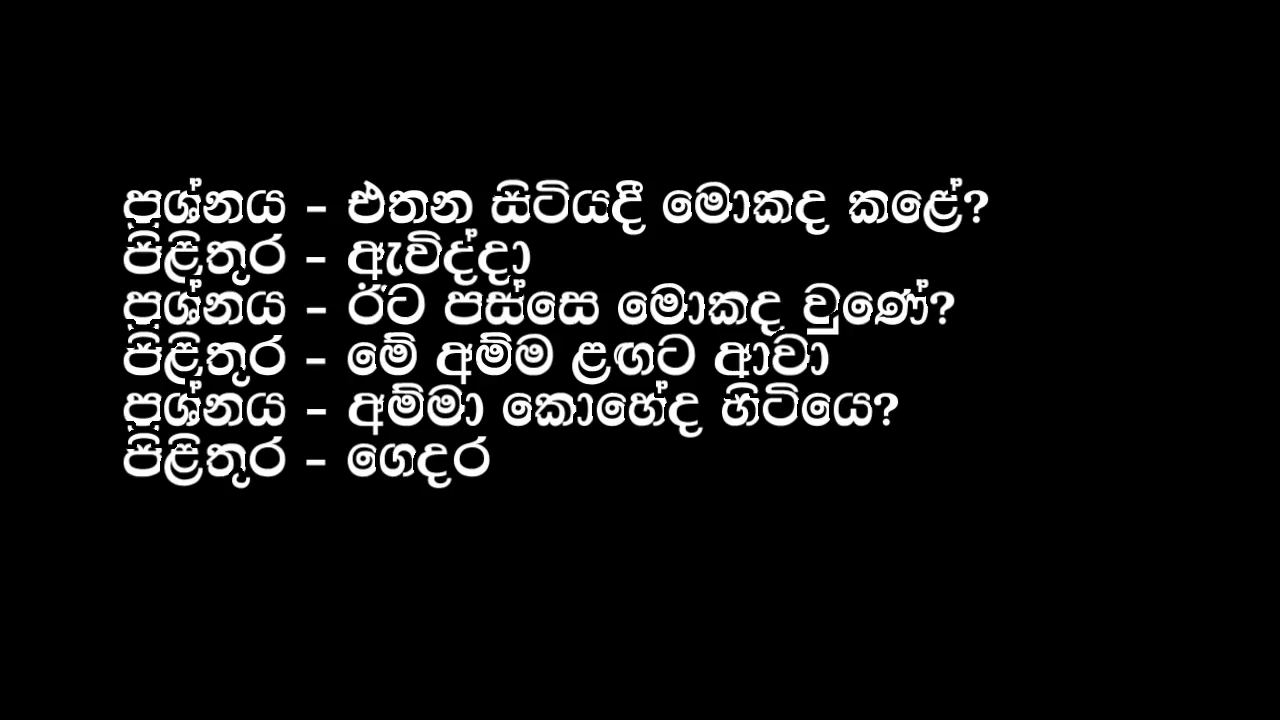 ප්‍රශ්නය - එතන සිටියදී මොකද කළේ?
පිළිතුර - ඇවිද්දා
ප්‍රශ්නය - ඊට පස්සෙ මොකද වුණේ?
පිළිතුර - මේ අම්ම ළඟට ආවා
ප්‍රශ්නය - අම්මා කොහේද හිටියෙ?
පිළිතුර - ගෙදර